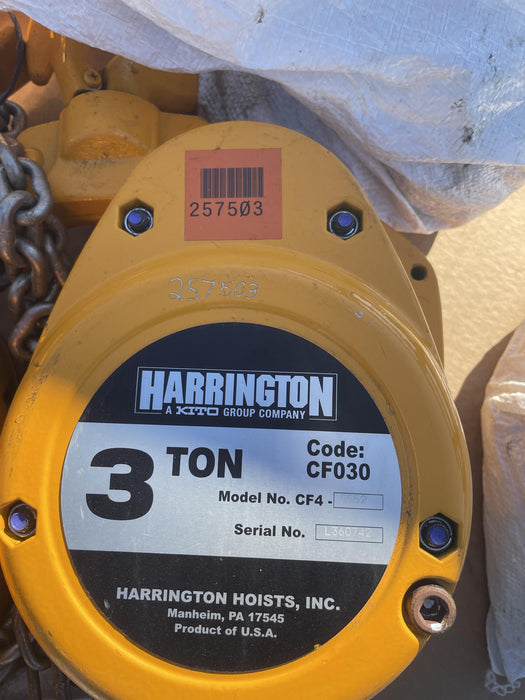 257503
257503
HARRINGTON
A KITO GROUP COMPANY
3 TON
Code:
CF030
Model No. CF4 -
Serial No. L360742
HARRINGTON HOISTS, INC.
Manheim, PA 17545
Product of U.S.A.